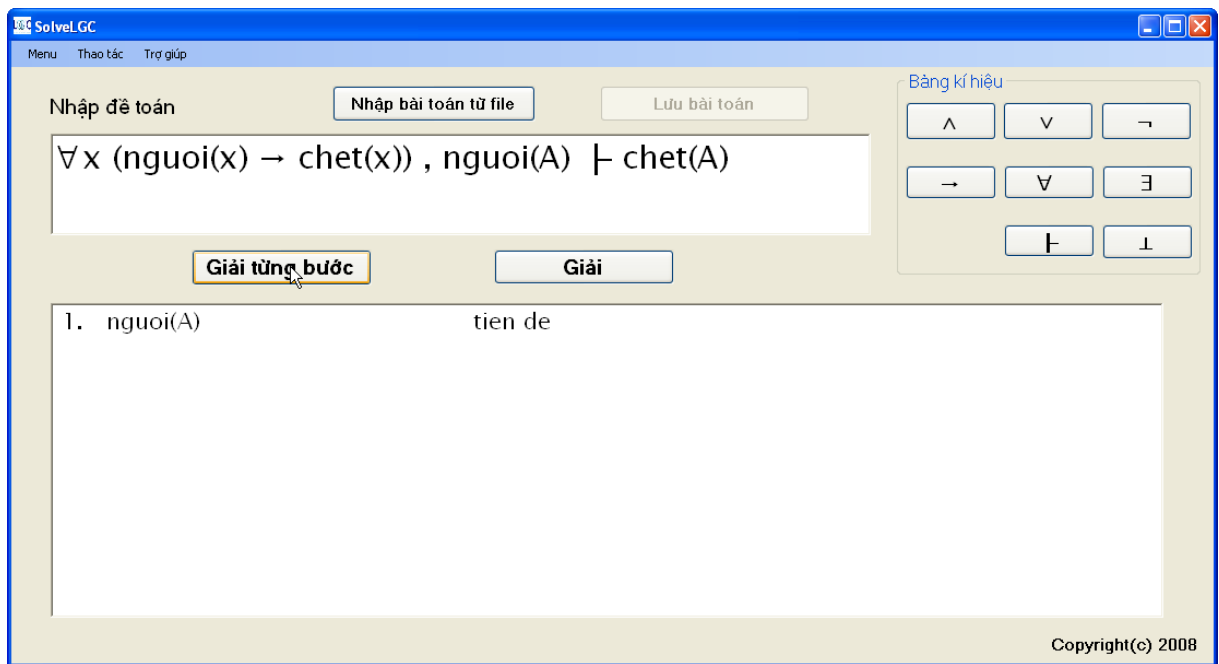 SolveLGC
Menu Thao tác Trợ giúp
Nhập đề toán
Nhập bài toán từ file
Lưu bài toán
∀ x (nguoi(x) → chet(x)) , nguoi(A) ├ chet(A)
Bảng kí hiệu
∧ ∨ ¬
→ ∀ ∃
├ ⊥
Giải từng bước
Giải
1. nguoi(A) tien de
Copyright(c) 2008